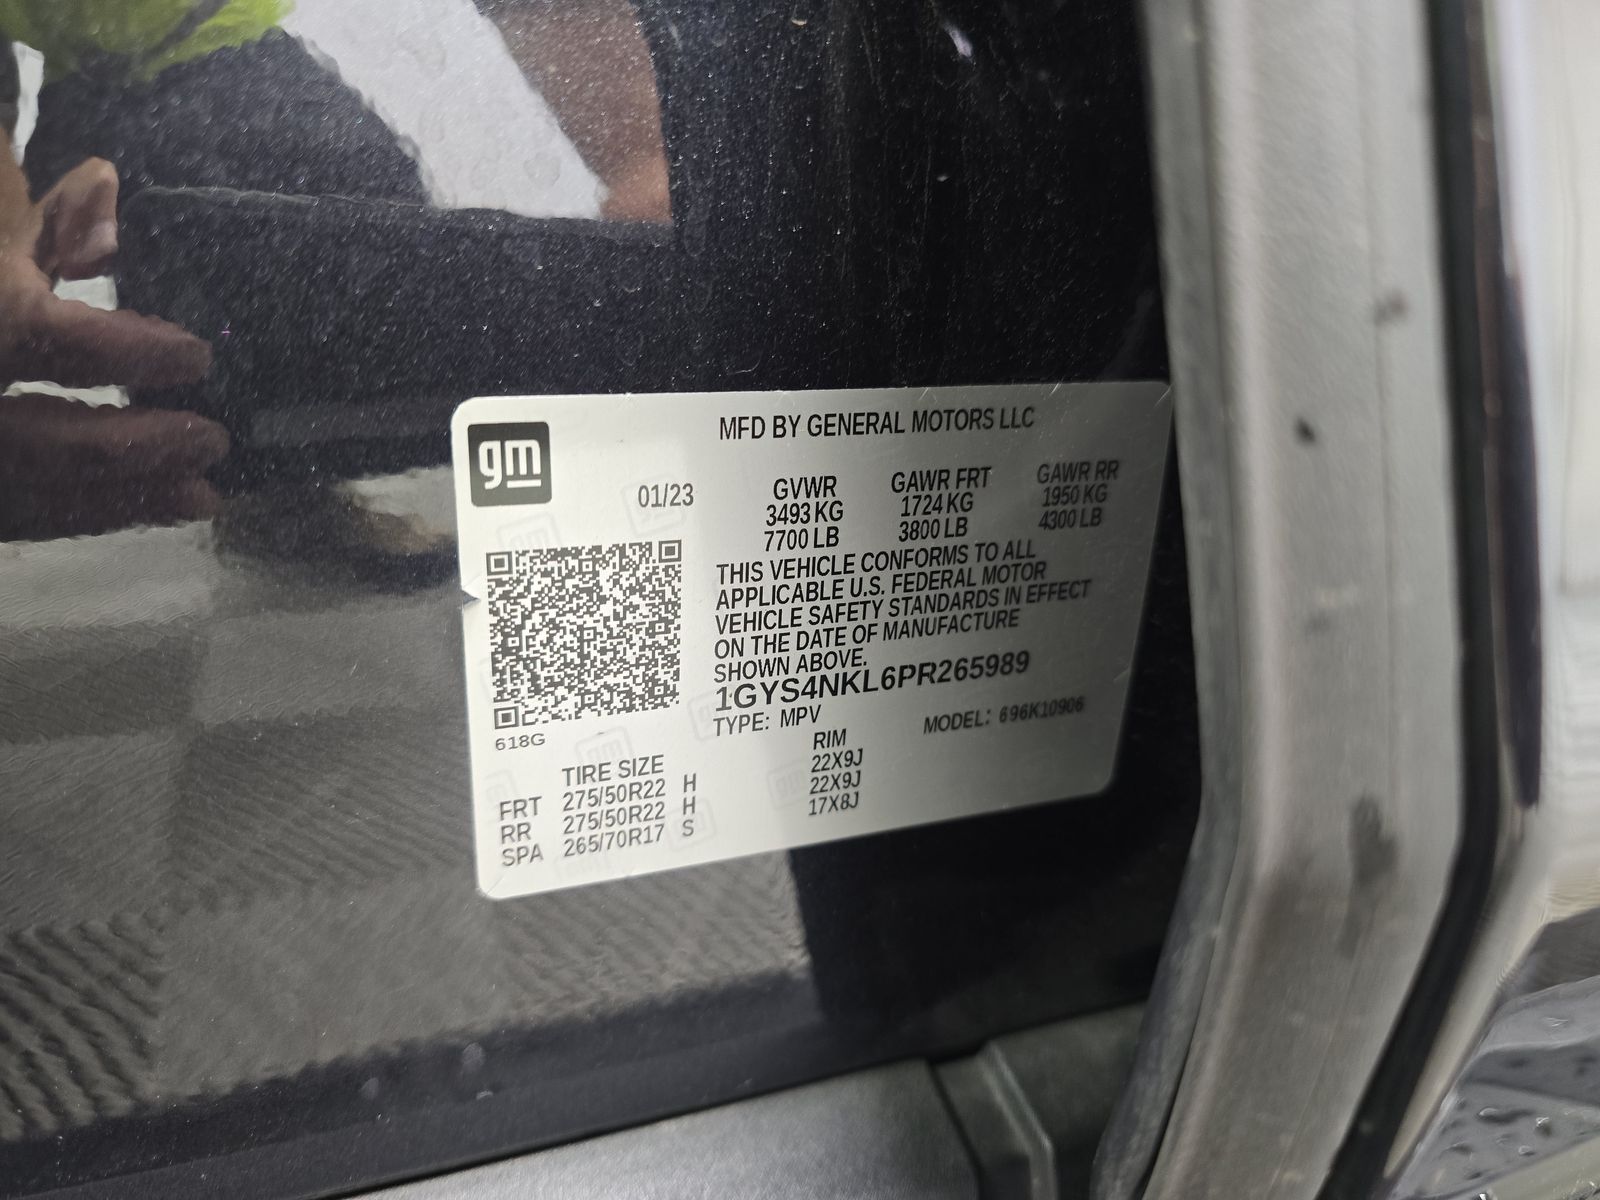 gm
MFD BY GENERAL MOTORS LLC
01/23
GVWR
3493 KG
7700 LB
GAWR FRT
1724 KG
3800 LB
GAWR RR
1950 KG
4300 LB
THIS VEHICLE CONFORMS TO ALL
APPLICABLE U.S. FEDERAL MOTOR
VEHICLE SAFETY STANDARDS IN EFFECT
ON THE DATE OF MANUFACTURE
SHOWN ABOVE.
1GYS4NKL6PR265989
TYPE: MPV MODEL: 696K10906
618G
TIRE SIZE RIM
FRT 275/50R22 H 22X9J
RR 275/50R22 H 22X9J
SPA 265/70R17 S 17X8J